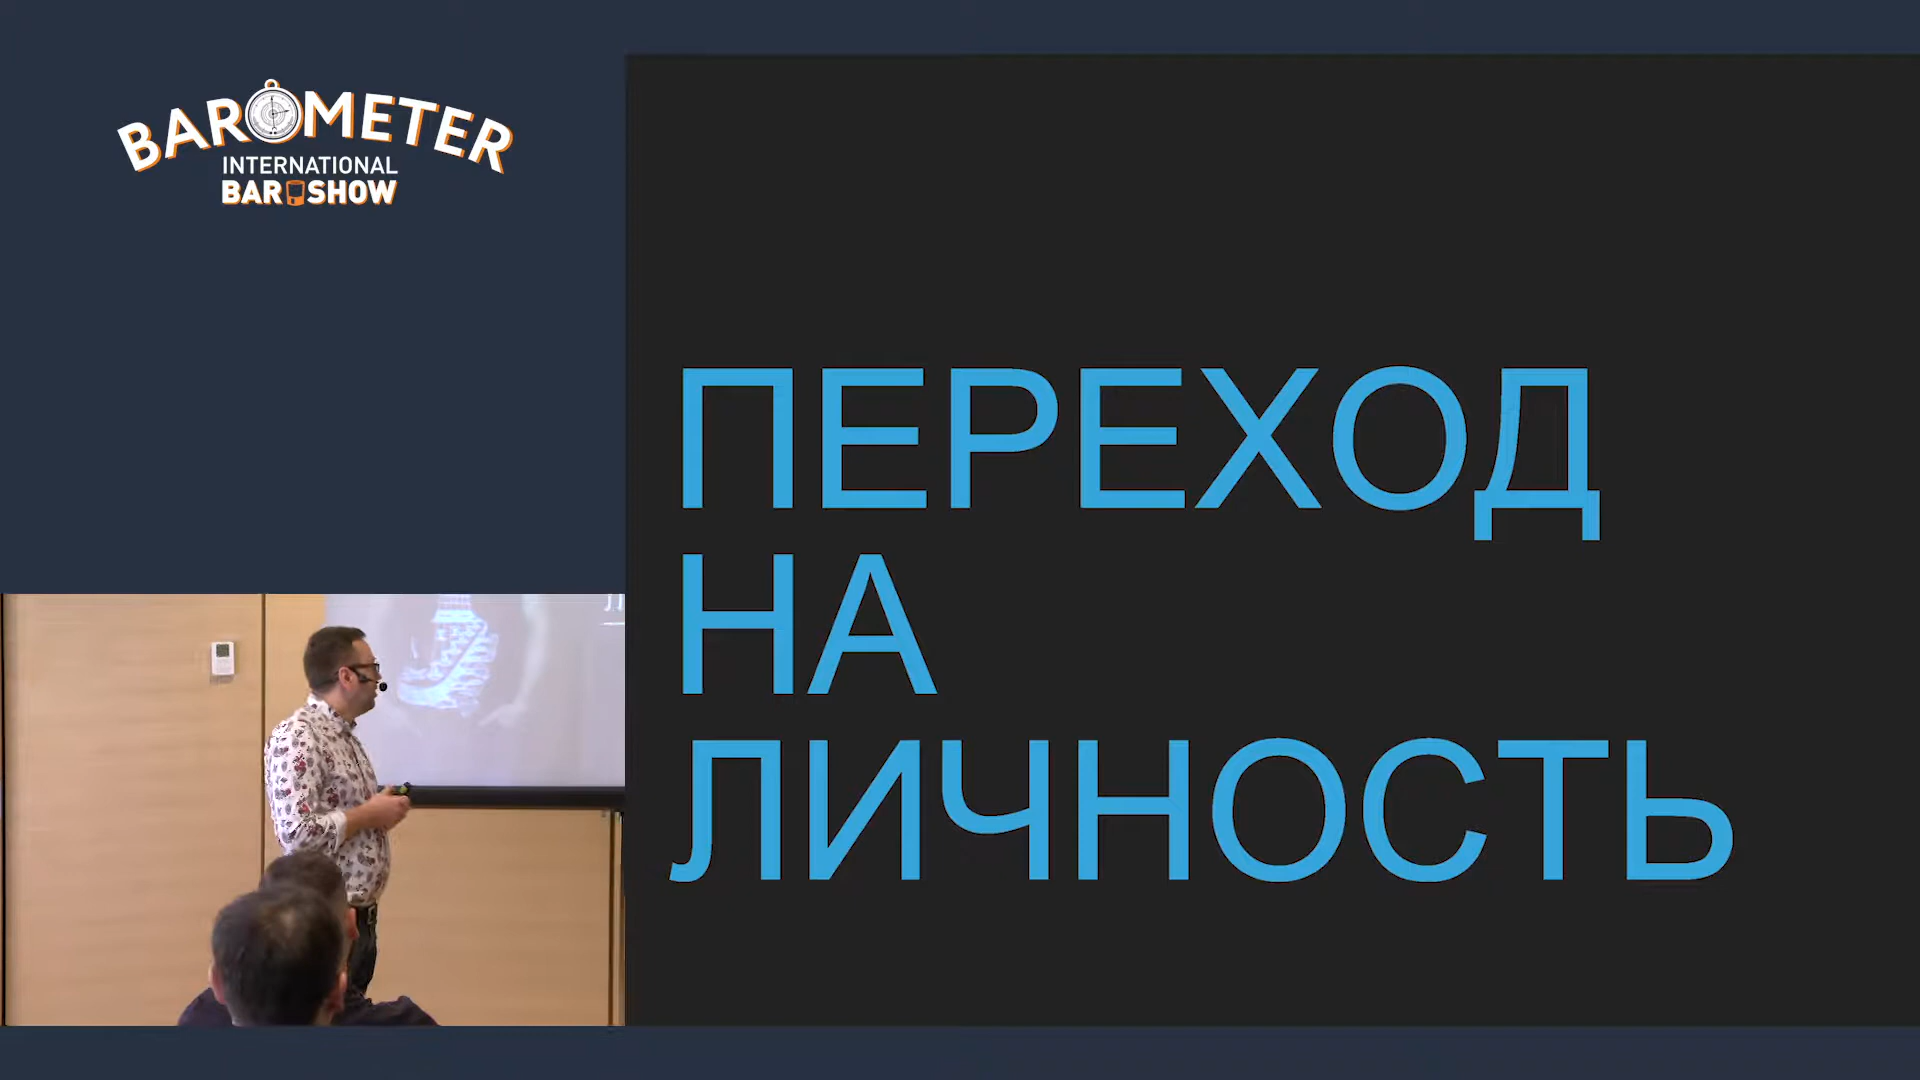 BAROMETER
INTERNATIONAL
BAR SHOW
ПЕРЕХОД
НА
ЛИЧНОСТЬ